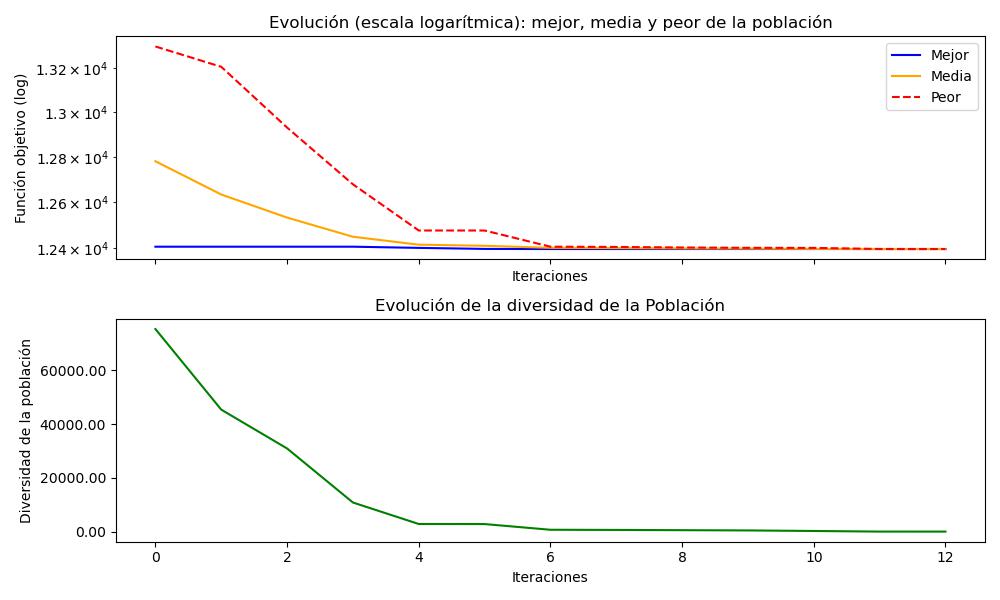 Evolución (escala logarítmica): mejor, media y peor de la población
Función objetivo (log)
1.32 × 10⁴
1.3 × 10⁴
1.28 × 10⁴
1.26 × 10⁴
1.24 × 10⁴
Mejor
Media
Peor
Iteraciones
Evolución de la diversidad de la Población
Diversidad de la población
60000.00
40000.00
20000.00
0.00
0 2 4 6 8 10 12
Iteraciones